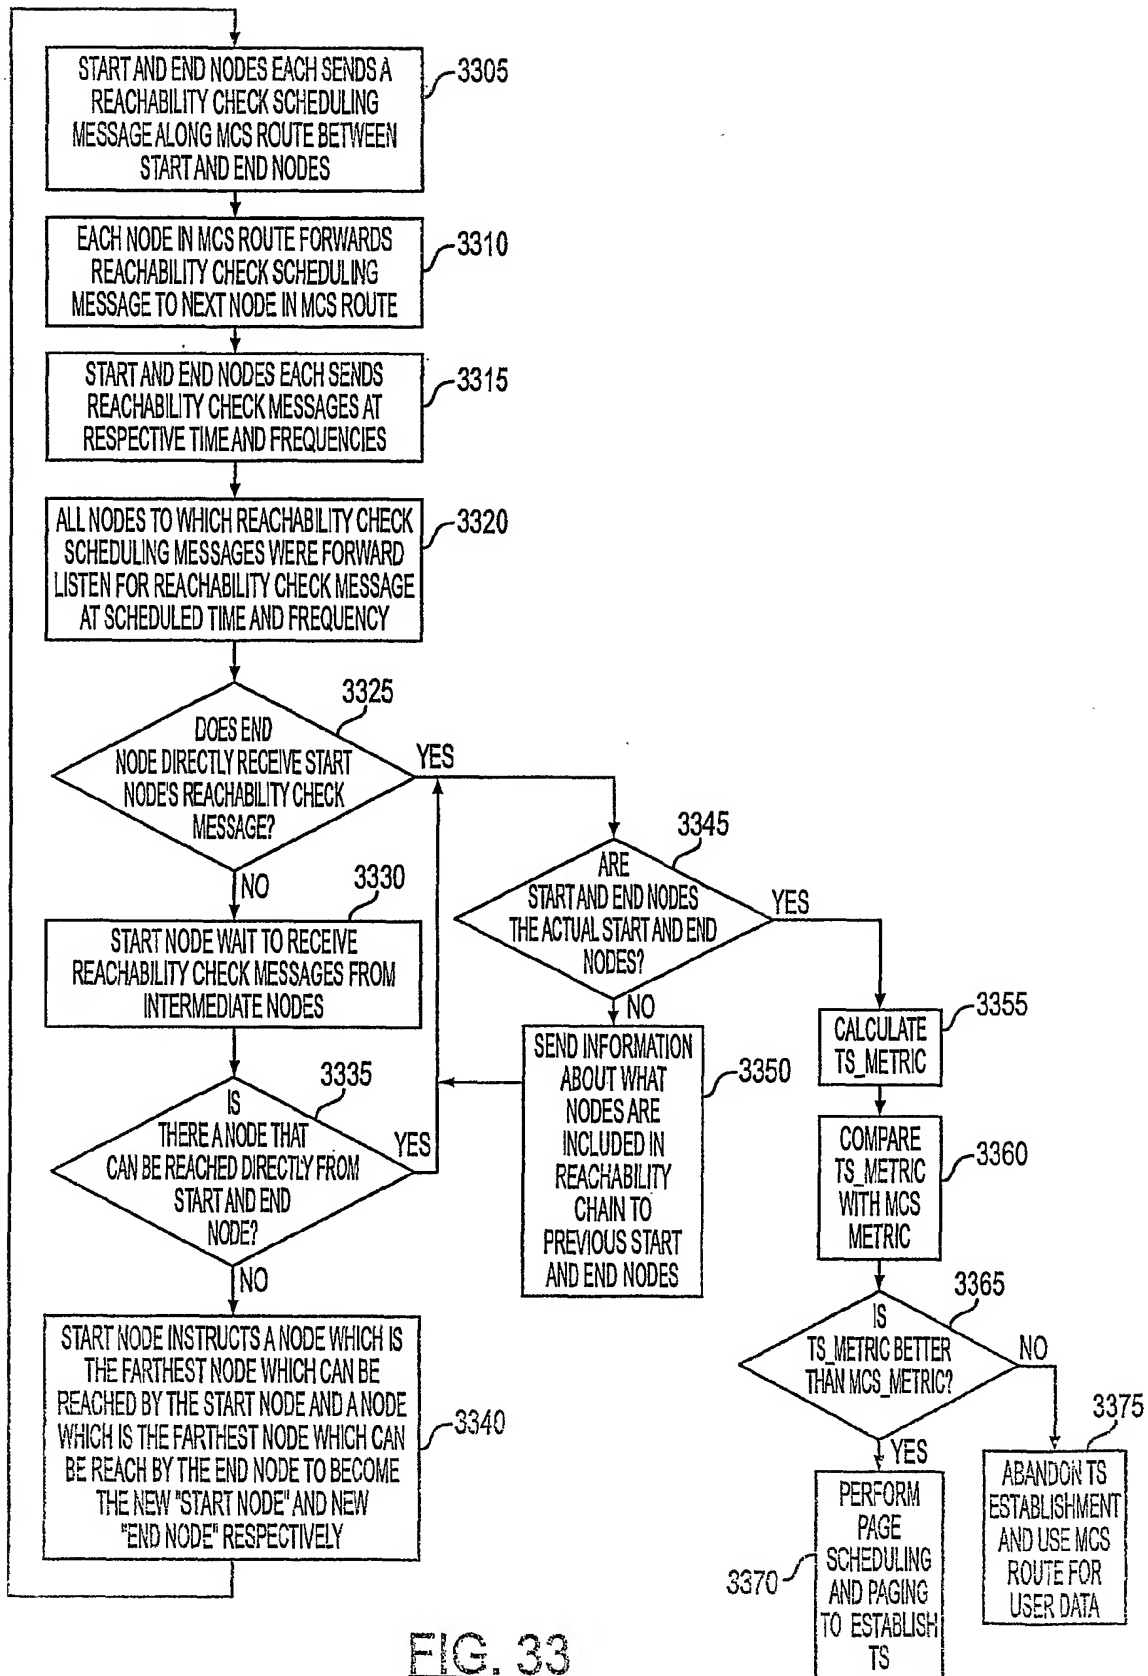 START AND END NODES EACH SENDS A
REACHABILITY CHECK SCHEDULING
MESSAGE ALONG MCS ROUTE BETWEEN
START AND END NODES
3305
EACH NODE IN MCS ROUTE FORWARDS
REACHABILITY CHECK SCHEDULING
MESSAGE TO NEXT NODE IN MCS ROUTE
3310
START AND END NODES EACH SENDS
REACHABILITY CHECK MESSAGES AT
RESPECTIVE TIME AND FREQUENCIES
3315
ALL NODES TO WHICH REACHABILITY CHECK
SCHEDULING MESSAGES WERE FORWARD
LISTEN FOR REACHABILITY CHECK MESSAGE
AT SCHEDULED TIME AND FREQUENCY
3320
DOES END
NODE DIRECTLY RECEIVE START
NODE'S REACHABILITY CHECK
MESSAGE?
3325
YES
NO
START NODE WAIT TO RECEIVE
REACHABILITY CHECK MESSAGES FROM
INTERMEDIATE NODES
3330
IS
THERE A NODE THAT
CAN BE REACHED DIRECTLY FROM
START AND END
NODE?
3335
YES
NO
START NODE INSTRUCTS A NODE WHICH IS
THE FARTHEST NODE WHICH CAN BE
REACHED BY THE START NODE AND A NODE
WHICH IS THE FARTHEST NODE WHICH CAN
BE REACH BY THE END NODE TO BECOME
THE NEW "START NODE" AND NEW
"END NODE" RESPECTIVELY
3340
ARE
START AND END NODES
THE ACTUAL START AND END
NODES?
3345
YES
NO
SEND INFORMATION
ABOUT WHAT
NODES ARE
INCLUDED IN
REACHABILITY
CHAIN TO
PREVIOUS START
AND END NODES
3350
CALCULATE
TS_METRIC
3355
COMPARE
TS_METRIC
WITH MCS
METRIC
3360
IS
TS_METRIC BETTER
THAN MCS_METRIC?
3365
NO
YES
PERFORM
PAGE
SCHEDULING
AND PAGING
TO ESTABLISH
TS
3370
ABANDON TS
ESTABLISHMENT
AND USE MCS
ROUTE FOR
USER DATA
3375
FIG. 33